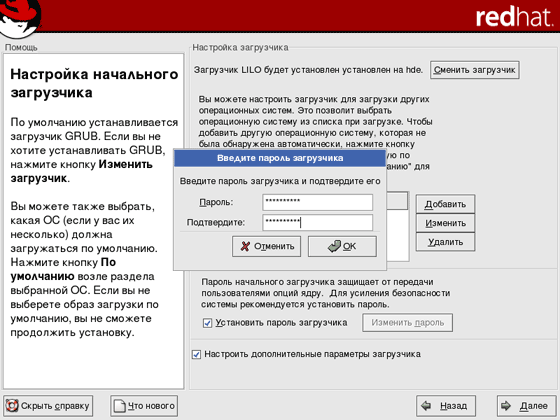 redhat.
Помощь
Настройка начального
загрузчика
По умолчанию устанавливается
загрузчик GRUB. Если вы не
хотите устанавливать GRUB,
нажмите кнопку Изменить
загрузчик.
Вы можете также выбрать,
какая ОС (если у вас их
несколько) должна
загружаться по умолчанию.
Нажмите кнопку По
умолчанию возле раздела
выбранной ОС. Если вы не
выберете образ загрузки по
умолчанию, вы не сможете
продолжить установку.
Настройка загрузчика
Загрузчик LILO будет установлен установлен на hde.
Сменить загрузчик
Вы можете настроить загрузчик для загрузки других
операционных систем. Это позволит выбрать
операционную систему из списка при загрузке. Чтобы
добавить другую операционную систему, которая не
была обнаружена автоматически, нажмите кнопку
ую по
нию" для
Введите пароль загрузчика
Введите пароль загрузчика и подтвердите его
Пароль:
**********
Подтвердите:
**********
Отменить
OK
Добавить
Изменить
Удалить
Пароль начального загрузчика защищает от передачи
пользователями опций ядру. Для усиления безопасности
системы рекомендуется установить пароль.
Установить пароль загрузчика
Изменить пароль
Настроить дополнительные параметры загрузчика
Скрыть справку
Что нового
Назад
Далее